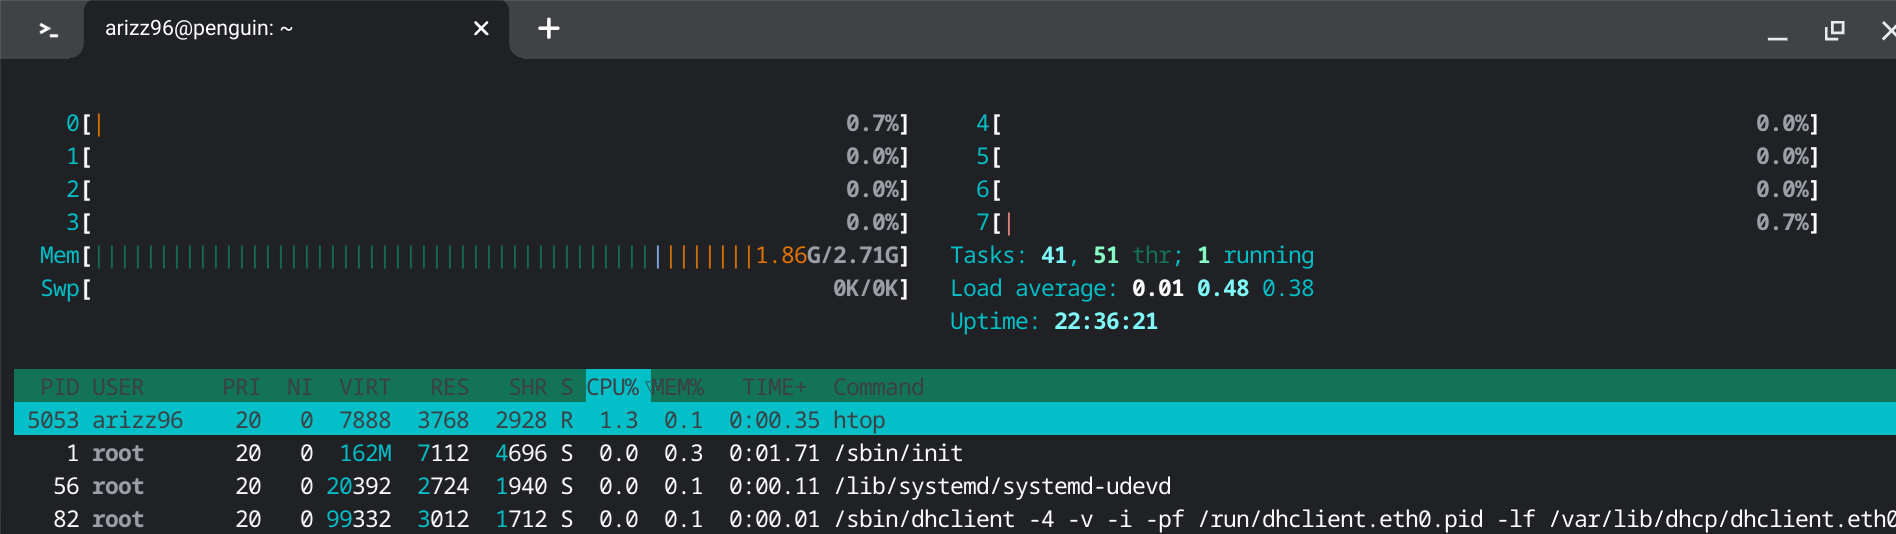 >_ arizz96@penguin: ~ × +
0[| 0.7%] 4[ 0.0%]
1[ 0.0%] 5[ 0.0%]
2[ 0.0%] 6[ 0.0%]
3[ 0.0%] 7[| 0.7%]
Mem[||||||||||||||||||||||||||||||||||||||||||||||||||1.86G/2.71G] Tasks: 41, 51 thr; 1 running
Swp[ 0K/0K] Load average: 0.01 0.48 0.38
Uptime: 22:36:21
PID USER PRI NI VIRT RES SHR S CPU%▽MEM% TIME+ Command
5053 arizz96 20 0 7888 3768 2928 R 1.3 0.1 0:00.35 htop
1 root 20 0 162M 7112 4696 S 0.0 0.3 0:01.71 /sbin/init
56 root 20 0 20392 2724 1940 S 0.0 0.1 0:00.11 /lib/systemd/systemd-udevd
82 root 20 0 99332 3012 1712 S 0.0 0.1 0:00.01 /sbin/dhclient -4 -v -i -pf /run/dhclient.eth0.pid -lf /var/lib/dhcp/dhclient.eth0